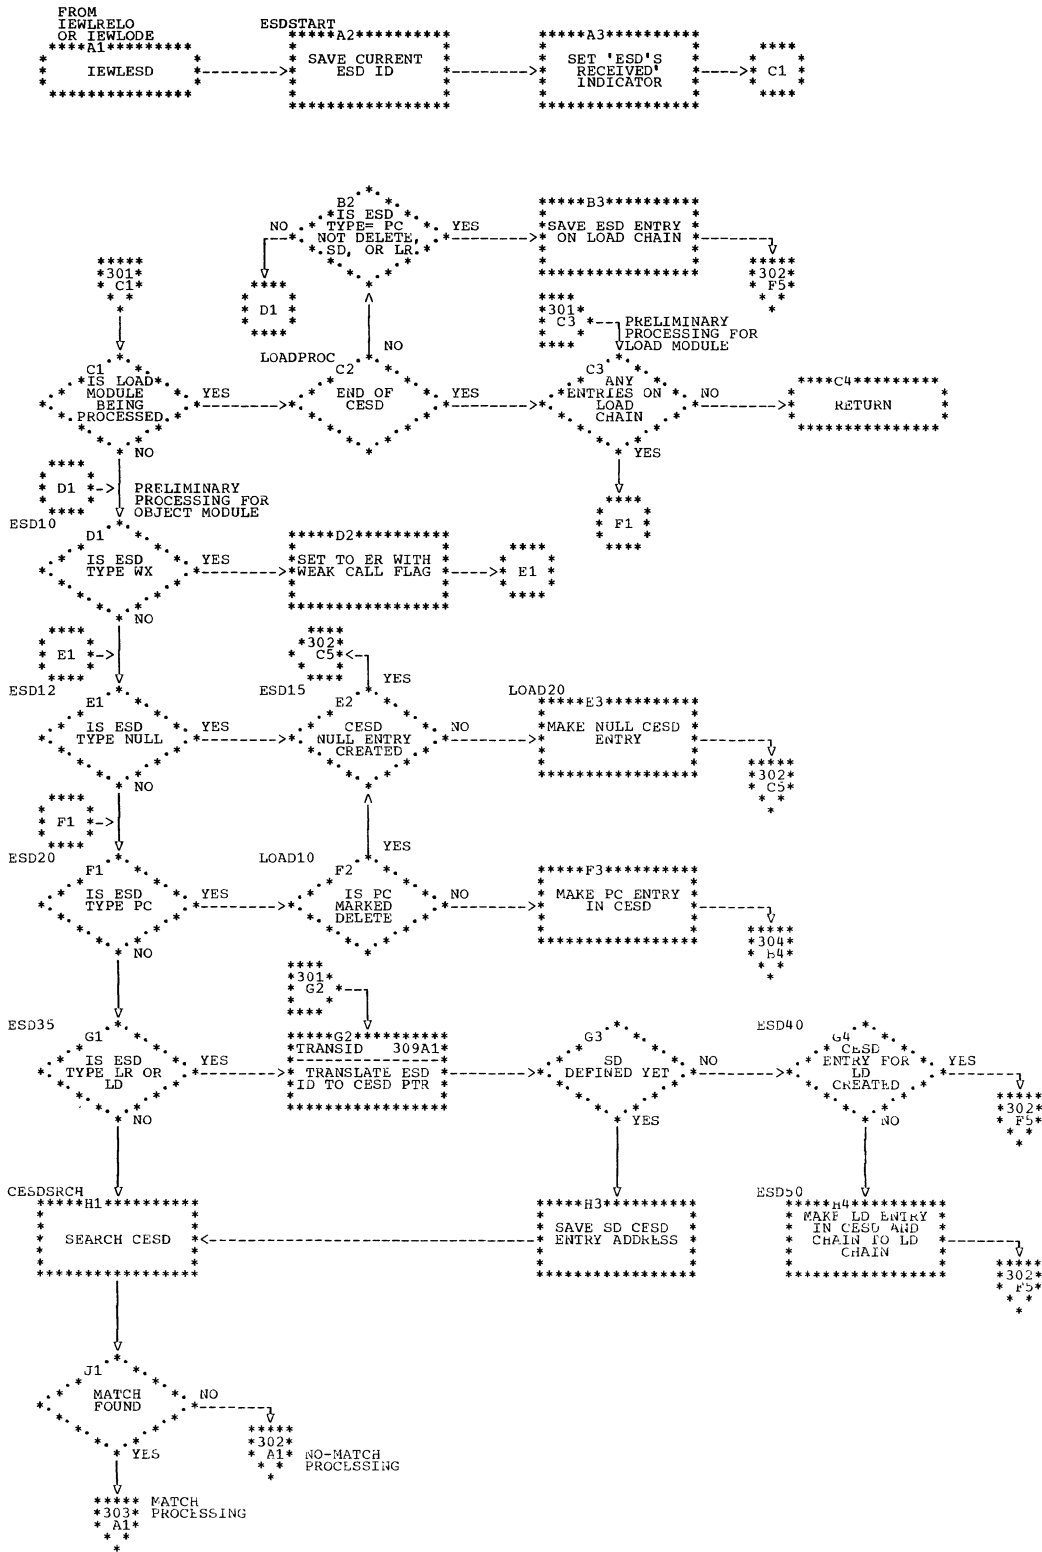 FROM
IEWLRELO
OR IEWLODE
A1
IEWLESD
ESDSTART
A2
SAVE CURRENT
ESD ID
A3
SET 'ESD'S
RECEIVED'
INDICATOR
C1
B2
IS ESD
TYPE= PC
NOT DELETE,
SD, OR LR.
NO
YES
D1
B3
SAVE ESD ENTRY
ON LOAD CHAIN
302
F5
301
C1
301
C3
PRELIMINARY
PROCESSING FOR
LOAD MODULE
C1
IS LOAD
MODULE
BEING
PROCESSED
YES
NO
LOADPROC
C2
END OF
CESD
NO
YES
C3
ANY
ENTRIES ON
LOAD
CHAIN
NO
YES
C4
RETURN
F1
D1
PRELIMINARY
PROCESSING FOR
OBJECT MODULE
ESD10
D1
IS ESD
TYPE WX
YES
NO
D2
SET TO ER WITH
WEAK CALL FLAG
E1
E1
302
C5
ESD12
E1
IS ESD
TYPE NULL
YES
NO
ESD15
E2
CESD
NULL ENTRY
CREATED
YES
NO
LOAD20
E3
MAKE NULL CESD
ENTRY
302
C5
F1
ESD20
F1
IS ESD
TYPE PC
YES
NO
LOAD10
F2
IS PC
MARKED
DELETE
YES
NO
F3
MAKE PC ENTRY
IN CESD
304
B4
301
G2
ESD35
G1
IS ESD
TYPE LR OR
LD
YES
NO
G2
TRANSID 309A1
TRANSLATE ESD
ID TO CESD PTR
G3
SD
DEFINED YET
NO
YES
ESD40
G4
CESD
ENTRY FOR
LD
CREATED
YES
NO
302
F5
CESDSRCH
H1
SEARCH CESD
H3
SAVE SD CESD
ENTRY ADDRESS
ESD50
H4
MAKE LD ENTRY
IN CESD AND
CHAIN TO LD
CHAIN
302
F5
J1
MATCH
FOUND
NO
YES
302
A1
NO-MATCH
PROCESSING
303
A1
MATCH
PROCESSING